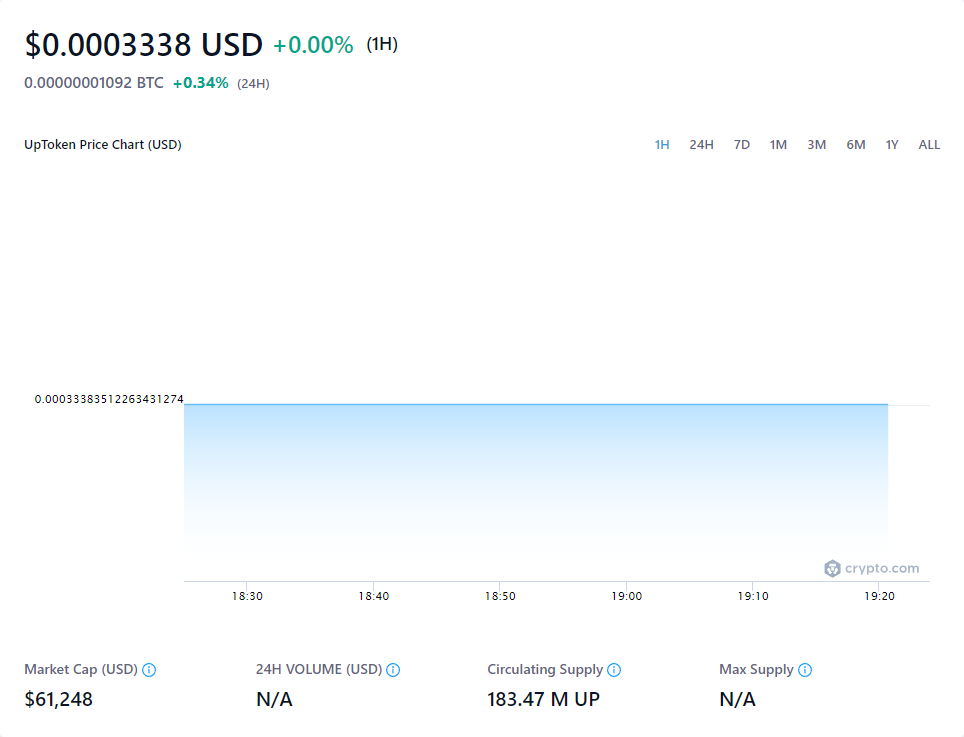 $0.0003338 USD +0.00% (1H)
0.00000001092 BTC +0.34% (24H)
UpToken Price Chart (USD) 1H 24H 7D 1M 3M 6M 1Y ALL
0.00033383512263431274
crypto.com
18:30 18:40 18:50 19:00 19:10 19:20
Market Cap (USD) 24H VOLUME (USD) Circulating Supply Max Supply
$61,248 N/A 183.47 M UP N/A